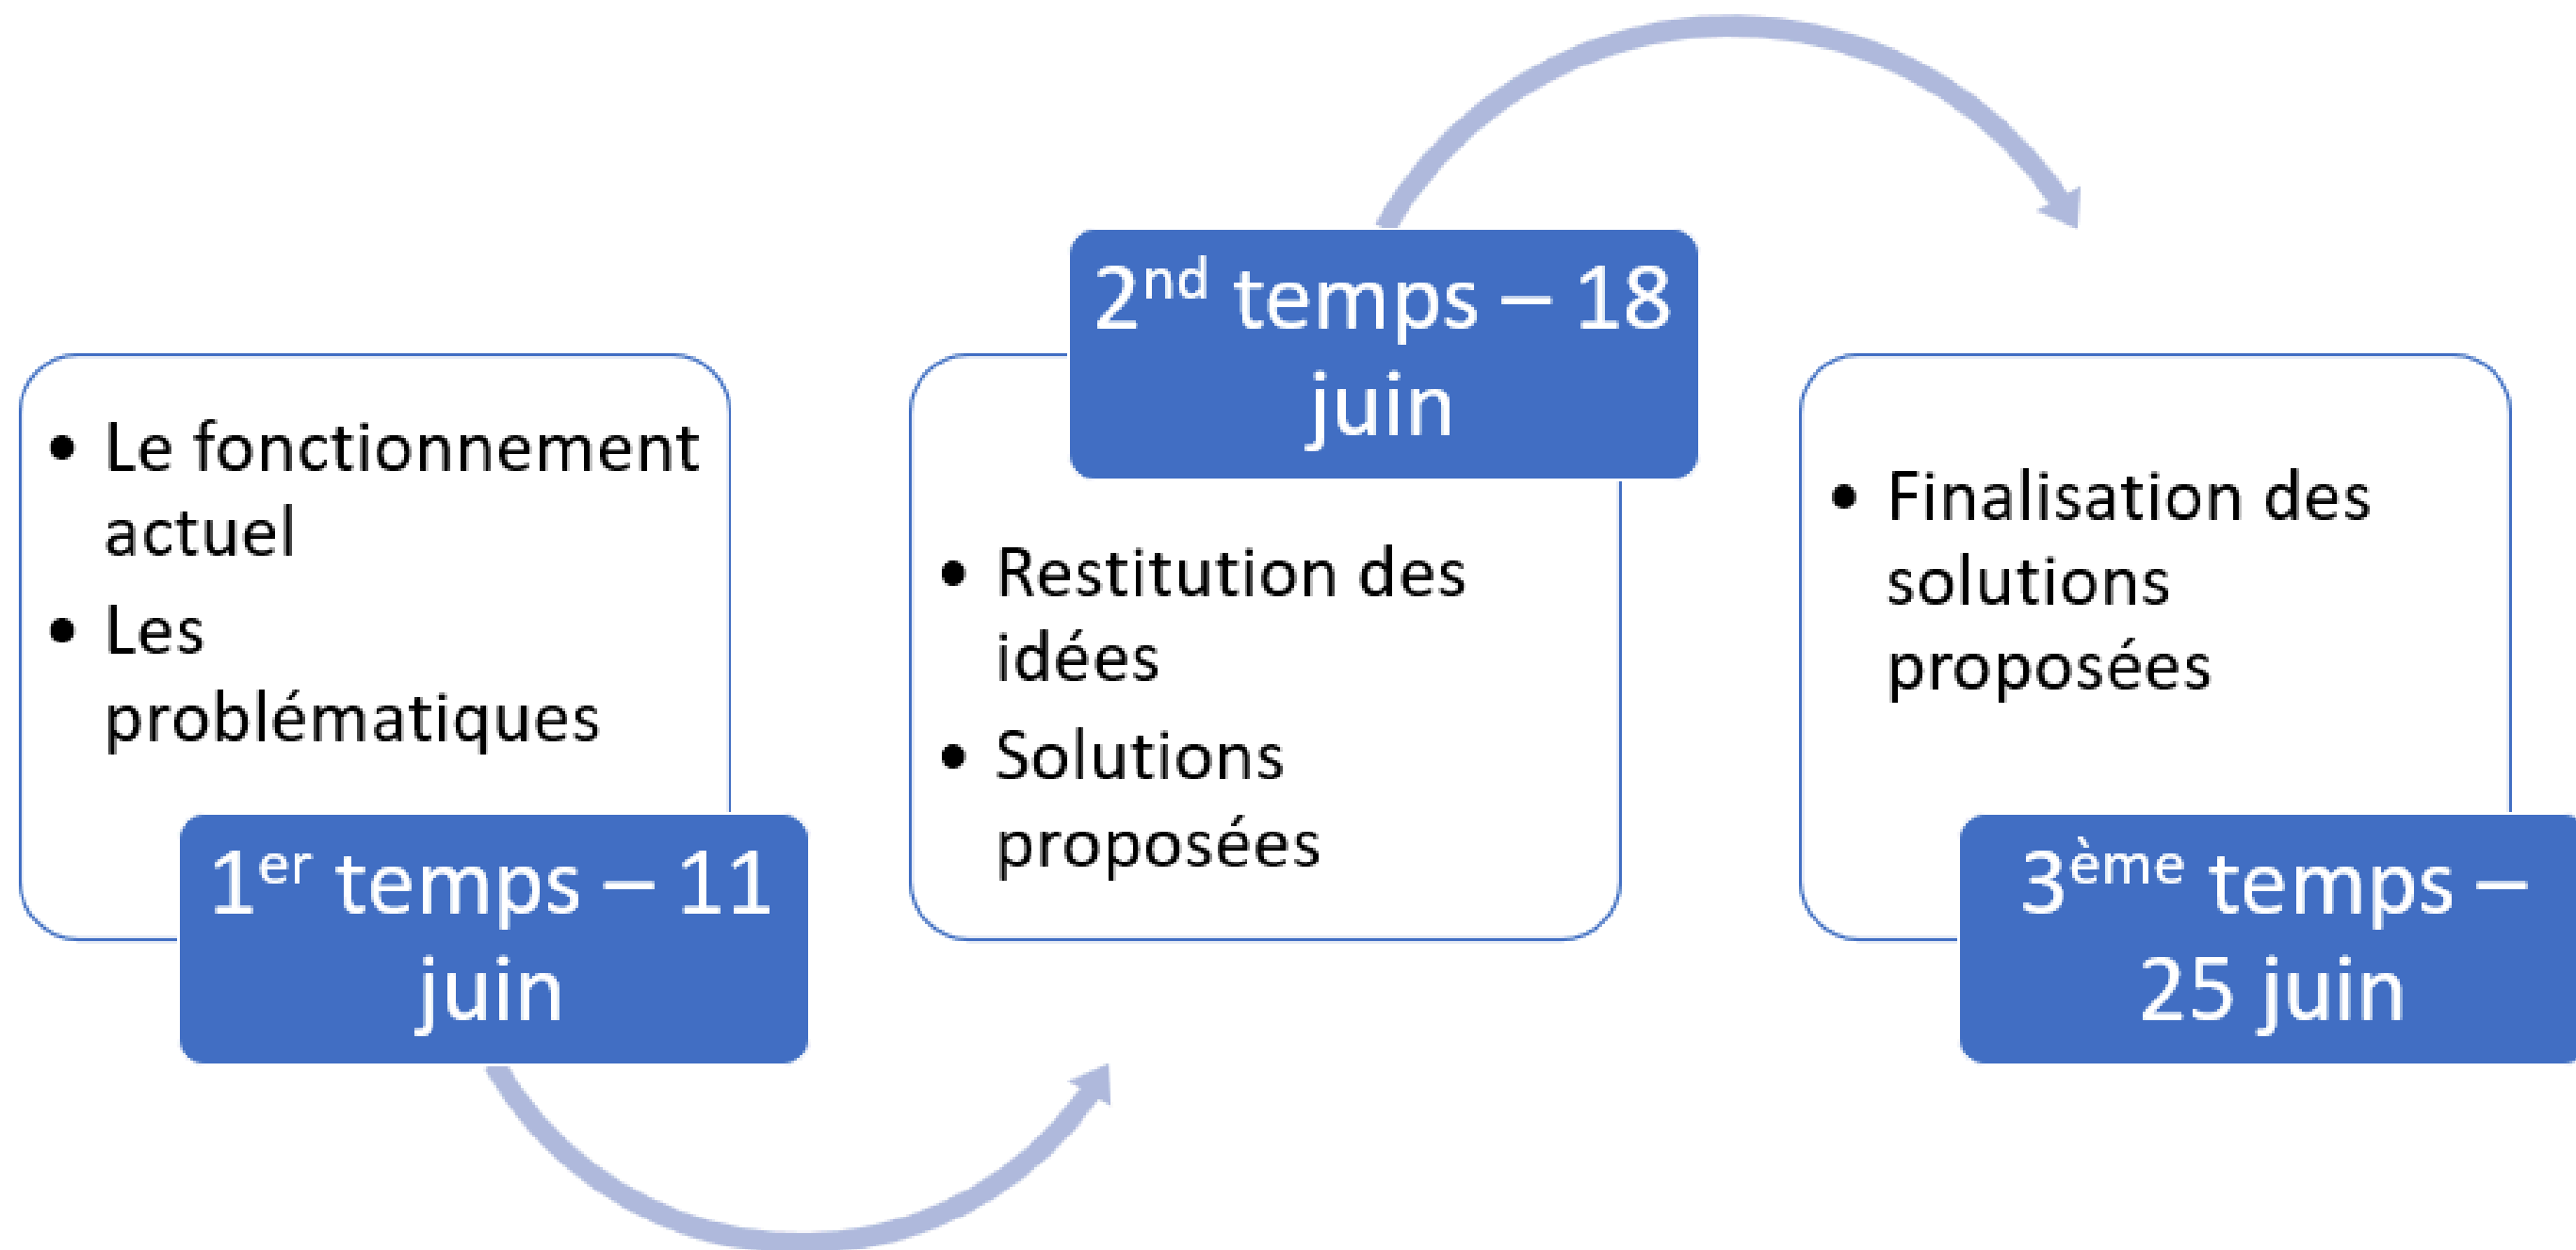 • Le fonctionnement
actuel
• Les
problématiques
1er temps – 11
juin
2nd temps – 18
juin
• Restitution des
idées
• Solutions
proposées
• Finalisation des
solutions
proposées
3ème temps –
25 juin